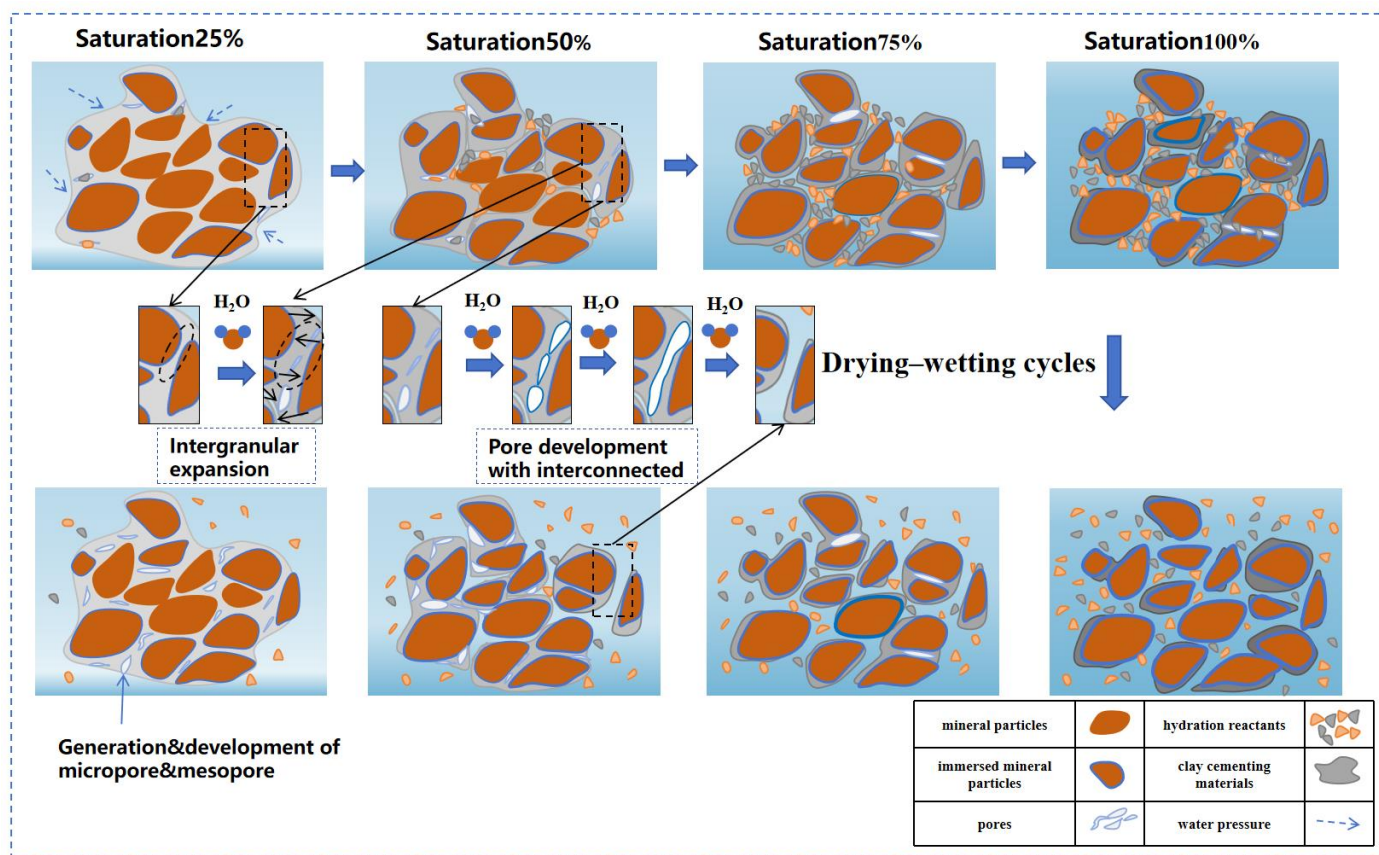 Saturation25%
Saturation50%
Saturation75%
Saturation100%
H₂O
H₂O
H₂O
H₂O
Drying–wetting cycles
Intergranular
expansion
Pore development
with interconnected
Generation&development of
micropore&mesopore
mineral particles
hydration reactants
immersed mineral
particles
clay cementing
materials
pores
water pressure